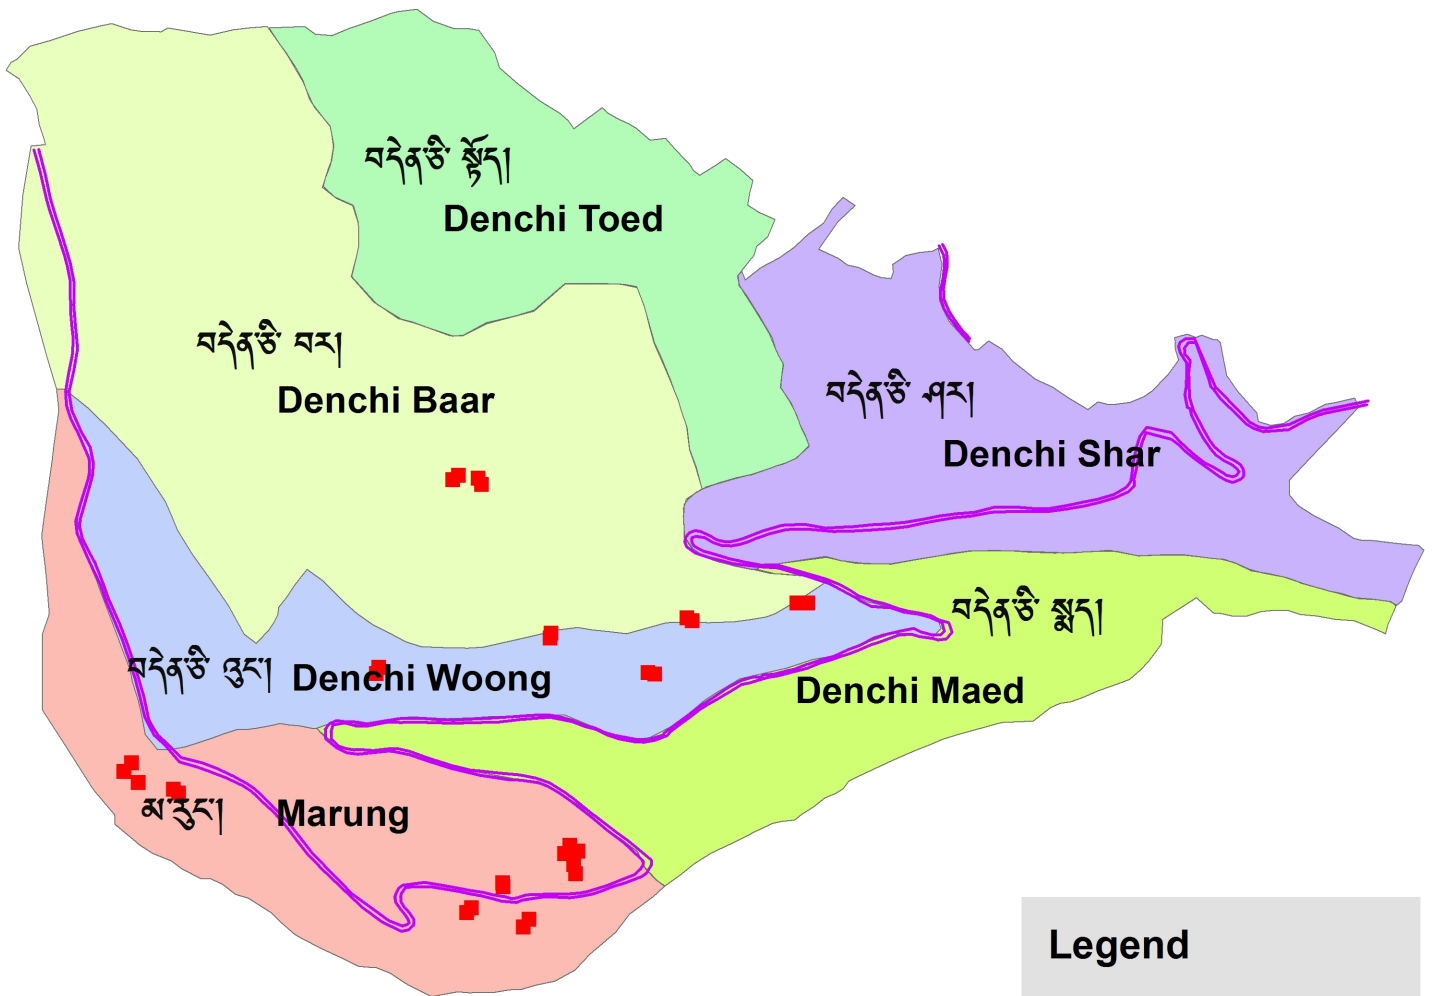 བདེན་ཅི་ སྟོད།
Denchi Toed
བདེན་ཅི་ བར།
Denchi Baar
བདེན་ཅི་ ཤར།
Denchi Shar
བདེན་ཅི་ སྨད།
Denchi Maed
བདེན་ཅི་ འུང་།
Denchi Woong
མ་རུང་།
Marung
Legend